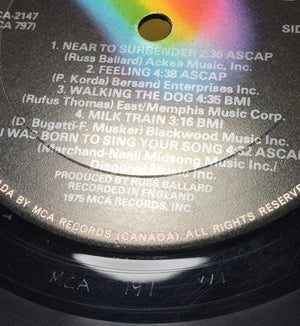 CA-2147
CA 797)
SID
1. NEAR TO SURRENDER 2:36 ASCAP
(Russ Ballard) Ackee Music, Inc.
2. FEELING 4:38 ASCAP
(P. Korda) Barsand Enterprises Inc.
3. WALKING THE DOG 4:35 BMI
(Rufus Thomas) East/Memphis Music Corp.
4. MILK TRAIN 3:16 BMI
(D. Bugatti-F. Musker) Blackwood Music Inc.
I WAS BORN TO SING YOUR SONG 4:22 ASCAP
(Marchand-Nasli Midsong Music Inc./
Music Inc.)
PRODUCED BY RUSS BALLARD
RECORDED IN ENGLAND
1975 MCA RECORDS, INC.
ADA BY MCA RECORDS (CANADA) ALL RIGHTS RESERV
MCA 797